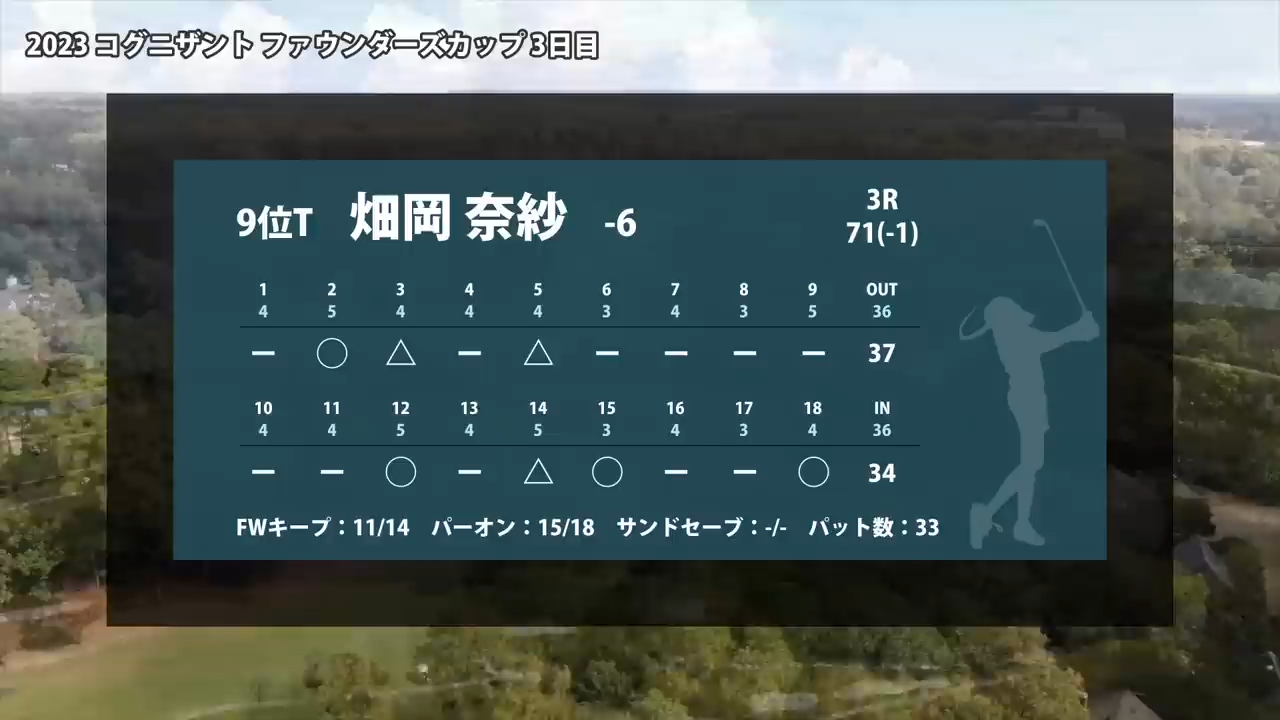 2023 コグニザント ファウンダーズカップ 3日目
9位T 畑岡 奈紗 -6 3R 71(-1)
1 2 3 4 5 6 7 8 9 OUT
4 5 4 4 4 3 4 3 5 36
ー ○ △ ー △ ー ー ー ー 37
10 11 12 13 14 15 16 17 18 IN
4 4 5 4 5 3 4 3 4 36
ー ー ○ ー △ ○ ー ー ○ 34
FWキープ：11/14 パーオン：15/18 サンドセーブ：-/- パット数：33